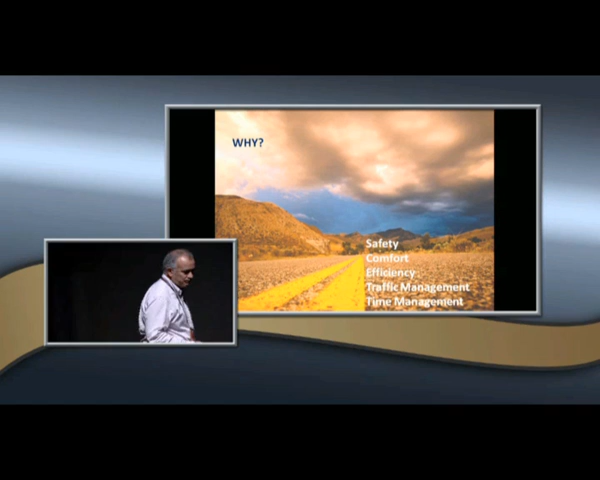 WHY?
Safety
Comfort
Efficiency
Traffic Management
Time Management